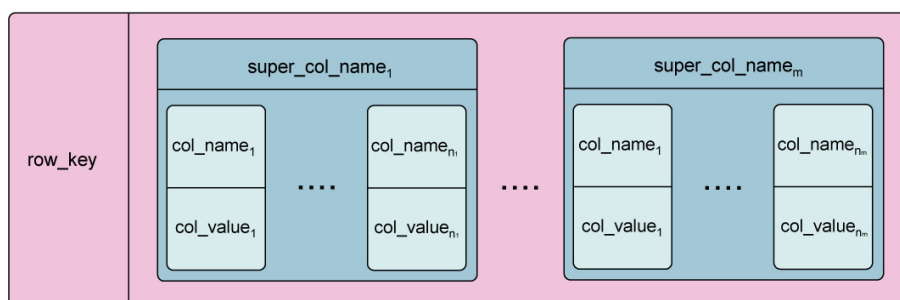 super_col_name₁ super_col_nameₘ
col_name₁ .... col_nameₙ₁ col_name₁ .... col_nameₙₘ
row_key ....
col_value₁ col_valueₙ₁ col_value₁ col_valueₙₘ